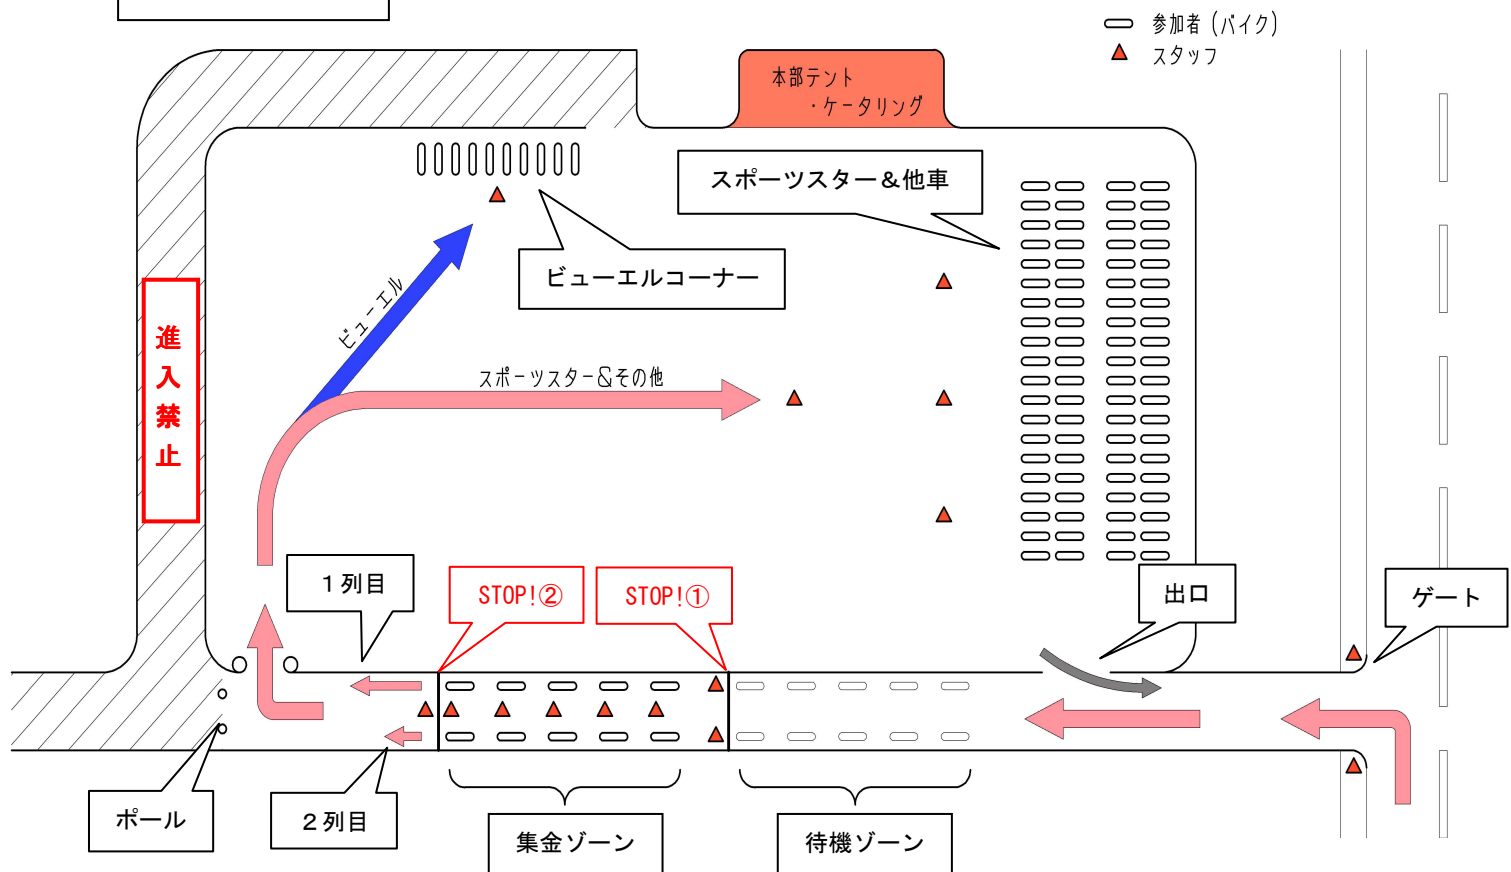 参加者（バイク）
スタッフ
本部テント
・ケータリング
スポーツスター＆他車
ビューエルコーナー
ビューエル
進入禁止
スポーツスター&その他
１列目
STOP!②
STOP!①
出口
ゲート
ポール
２列目
集金ゾーン
待機ゾーン